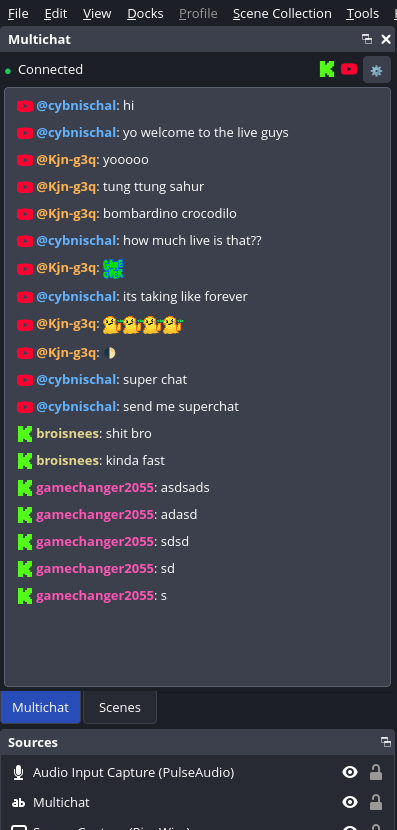 File Edit View Docks Profile Scene Collection Tools
Multichat
Connected
@cybnischal: hi
@cybnischal: yo welcome to the live guys
@Kjn-g3q: yooooo
@Kjn-g3q: tung ttung sahur
@Kjn-g3q: bombardino crocodilo
@cybnischal: how much live is that??
@Kjn-g3q: GAME OVER
@cybnischal: its taking like forever
@Kjn-g3q:
@Kjn-g3q: 🌓
@cybnischal: super chat
@cybnischal: send me superchat
broisnees: shit bro
broisnees: kinda fast
gamechanger2055: asdsads
gamechanger2055: adasd
gamechanger2055: sdsd
gamechanger2055: sd
gamechanger2055: s
Multichat Scenes
Sources
Audio Input Capture (PulseAudio)
ab Multichat